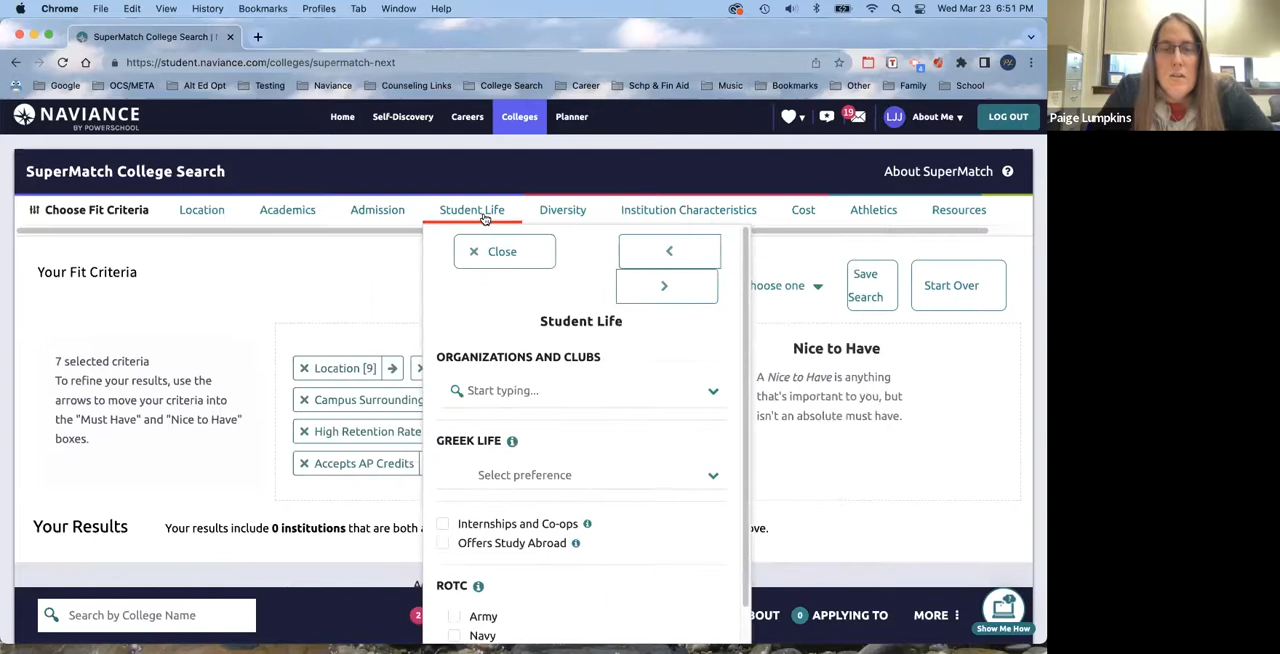 Chrome File Edit View History Bookmarks Profiles Tab Window Help Wed Mar 23 6:51 PM
SuperMatch College Search |
https://student.naviance.com/colleges/supermatch-next
Google OCS/META Alt Ed Opt Testing Naviance Counseling Links College Search Career Schp & Fin Aid Music Bookmarks Other Family School
NAVIANCE
BY POWERSCHOOL
Home Self-Discovery Careers Colleges Planner 19 LJJ About Me LOG OUT
Paige Lumpkins
SuperMatch College Search About SuperMatch ?
Choose Fit Criteria Location Academics Admission Student Life Diversity Institution Characteristics Cost Athletics Resources
Close
Your Fit Criteria
hoose one
Save
Search
Start Over
Student Life
7 selected criteria
To refine your results, use the
arrows to move your criteria into
the "Must Have" and "Nice to Have"
boxes.
Location [9]
Campus Surrounding
High Retention Rate
Accepts AP Credits
ORGANIZATIONS AND CLUBS
Start typing...
GREEK LIFE
Select preference
Internships and Co-ops
Offers Study Abroad
ROTC
Army
Navy
Nice to Have
A Nice to Have is anything
that's important to you, but
isn't an absolute must have.
Your Results Your results include 0 institutions that are both ove.
Search by College Name
2 BOUT 0 APPLYING TO MORE
Show Me How